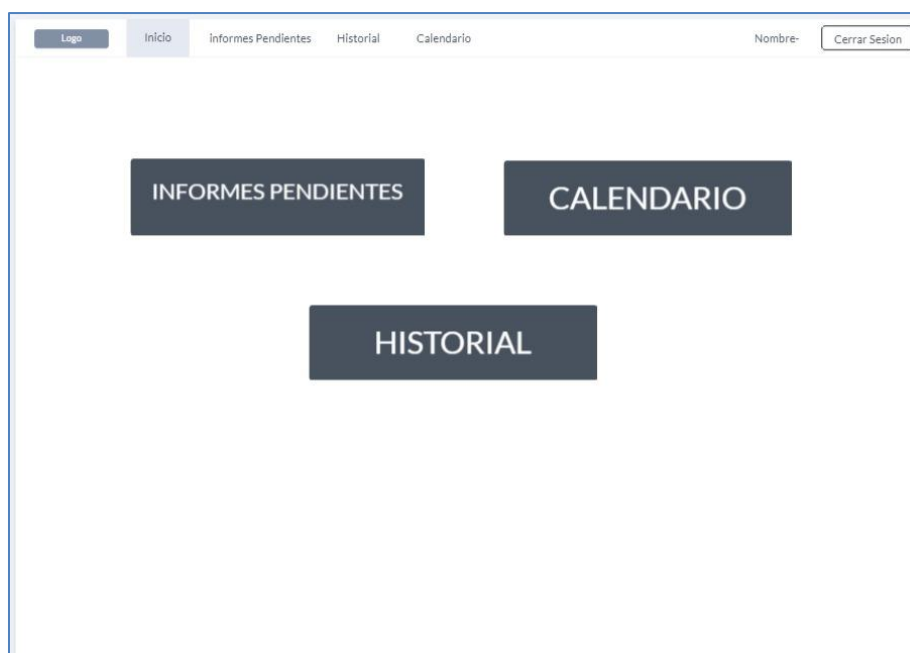 Logo Inicio informes Pendientes Historial Calendario Nombre- Cerrar Sesion
INFORMES PENDIENTES CALENDARIO
HISTORIAL